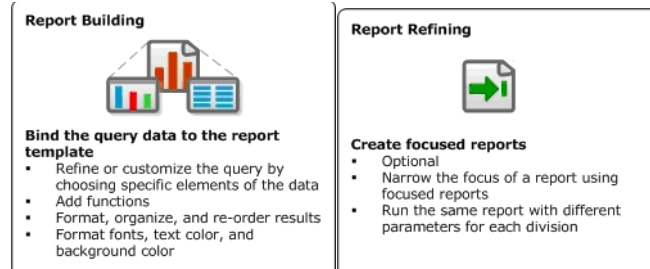 Report Building
Bind the query data to the report
template
▪ Refine or customize the query by
choosing specific elements of the data
▪ Add functions
▪ Format, organize, and re-order results
▪ Format fonts, text color, and
background color
Report Refining
Create focused reports
▪ Optional
▪ Narrow the focus of a report using
focused reports
▪ Run the same report with different
parameters for each division